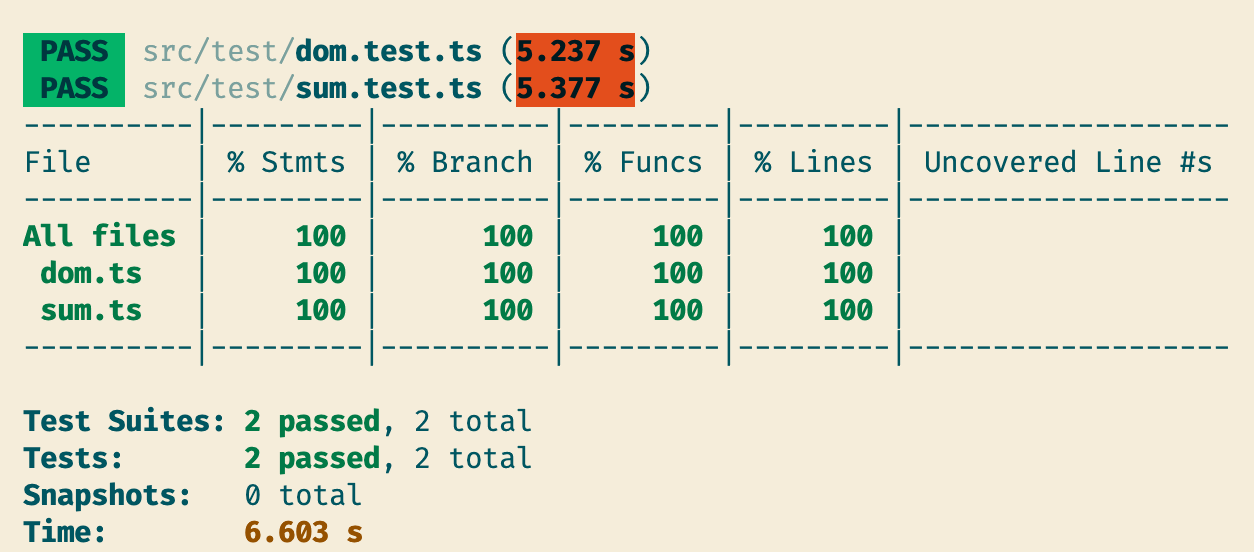 PASS src/test/dom.test.ts (5.237 s)
PASS src/test/sum.test.ts (5.377 s)
----------|---------|----------|---------|---------|-------------------
File      | % Stmts | % Branch | % Funcs | % Lines | Uncovered Line #s
----------|---------|----------|---------|---------|-------------------
All files |     100 |      100 |     100 |     100 |
 dom.ts   |     100 |      100 |     100 |     100 |
 sum.ts   |     100 |      100 |     100 |     100 |
----------|---------|----------|---------|---------|-------------------
Test Suites: 2 passed, 2 total
Tests:       2 passed, 2 total
Snapshots:   0 total
Time:        6.603 s